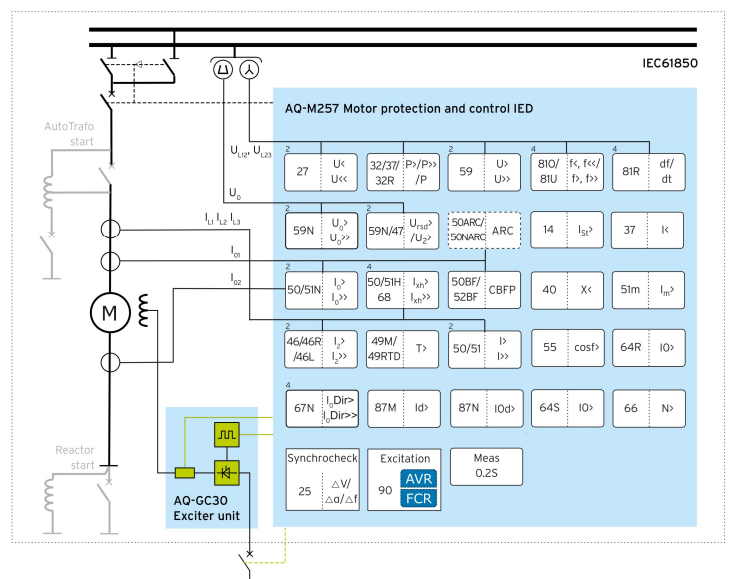 IEC61850
AQ-M257 Motor protection and control IED
AutoTrafo
start
U_L12, U_L23
2
27 U<
U<<
32/37/
32R P>/P>>
/P
2
59 U>
U>>
4
81O/
81U f<, f<</
f>, f>>
4
81R df/
dt
U_0
I_L1 I_L2 I_L3
2
59N U_0>
U_0>>
2
59N/47 U_rsd>
/U_2>
50ARC/
50NARC ARC
14 I_St>
37 I<
I_01
I_02
2
50/51N I_0>
I_0>>
4
50/51H
68 I_xh>
I_xh>>
50BF/
52BF CBFP
40 X<
51m I_m>
M
2
46/46R
/46L I_2>
I_2>>
49M/
49RTD T>
2
50/51 I>
I>>
55 cosf>
64R I0>
4
67N I_0Dir>
I_0Dir>>
87M Id>
87N I0d>
64S I0>
66 N>
Reactor
start
AQ-GC30
Exciter unit
Synchrocheck
25 △V/
△a/△f
Excitation
90 AVR
FCR
Meas
0.2S